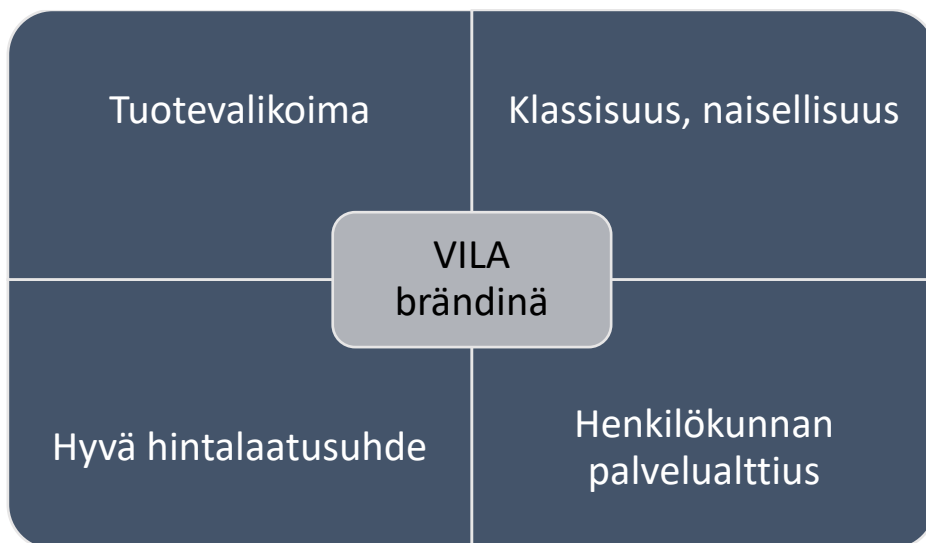 Tuotevalikoima
Klassisuus, naisellisuus
VILA
brändinä
Hyvä hintalaatusuhde
Henkilökunnan
palvelualttius